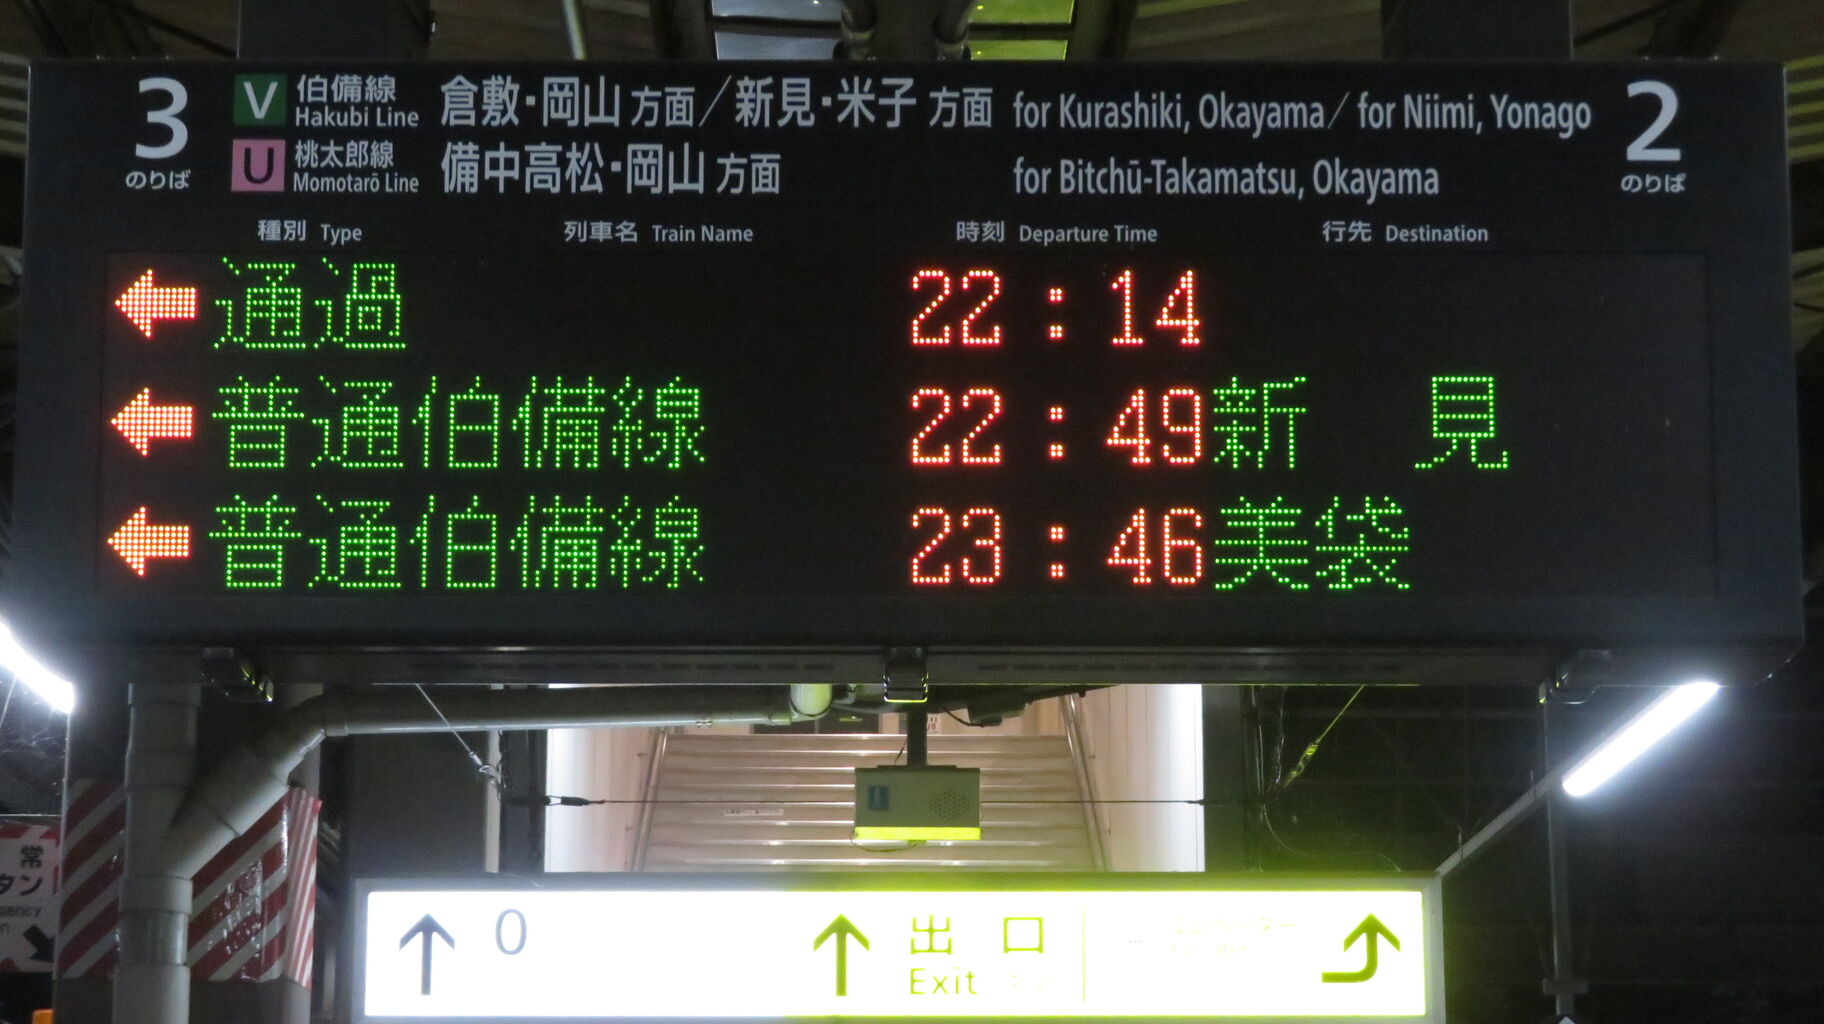 3 のりば
V 伯備線 Hakubi Line 倉敷・岡山 方面／新見・米子 方面 for Kurashiki, Okayama／for Niimi, Yonago
U 桃太郎線 Momotarō Line 備中高松・岡山 方面 for Bitchū-Takamatsu, Okayama
2 のりば
種別 Type 列車名 Train Name 時刻 Departure Time 行先 Destination
← 通過 22:14
← 普通伯備線 22:49 新 見
← 普通伯備線 23:46 美袋
常
タン
↑ 0 ↑ 出 口
Exit